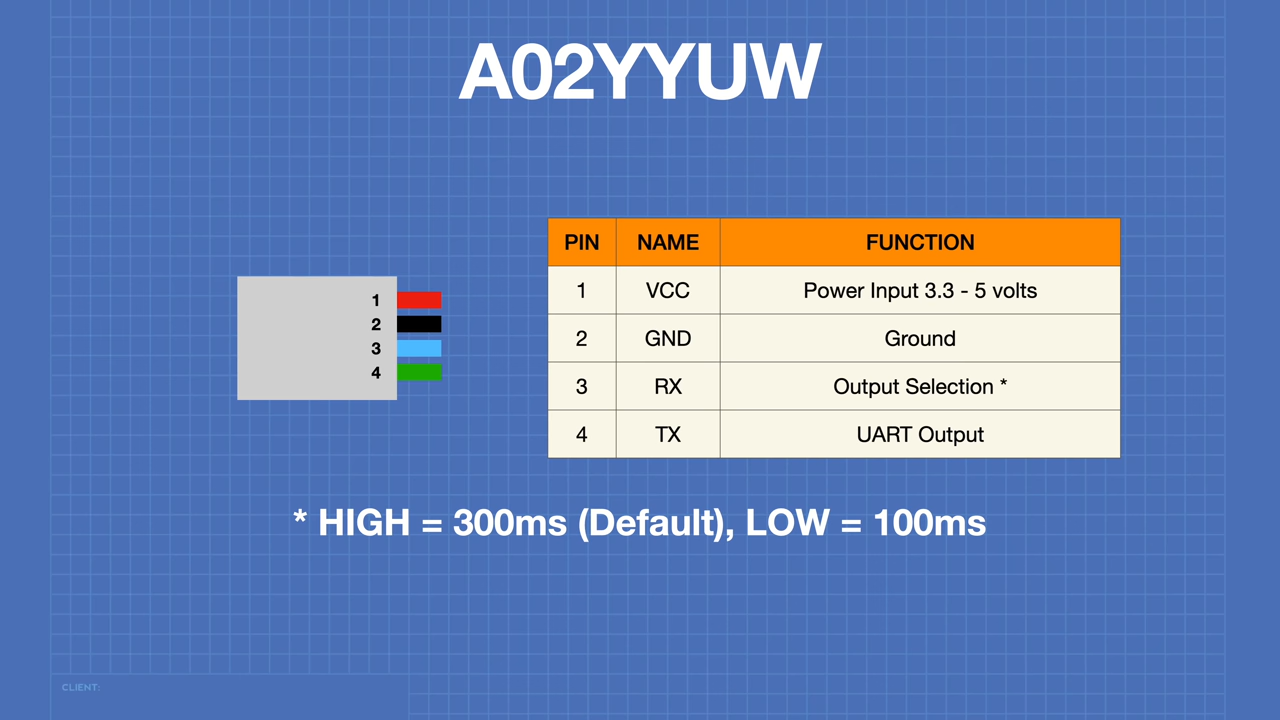 A02YYUW
1
2
3
4
PIN NAME FUNCTION
1 VCC Power Input 3.3 - 5 volts
2 GND Ground
3 RX Output Selection *
4 TX UART Output
* HIGH = 300ms (Default), LOW = 100ms
CLIENT: